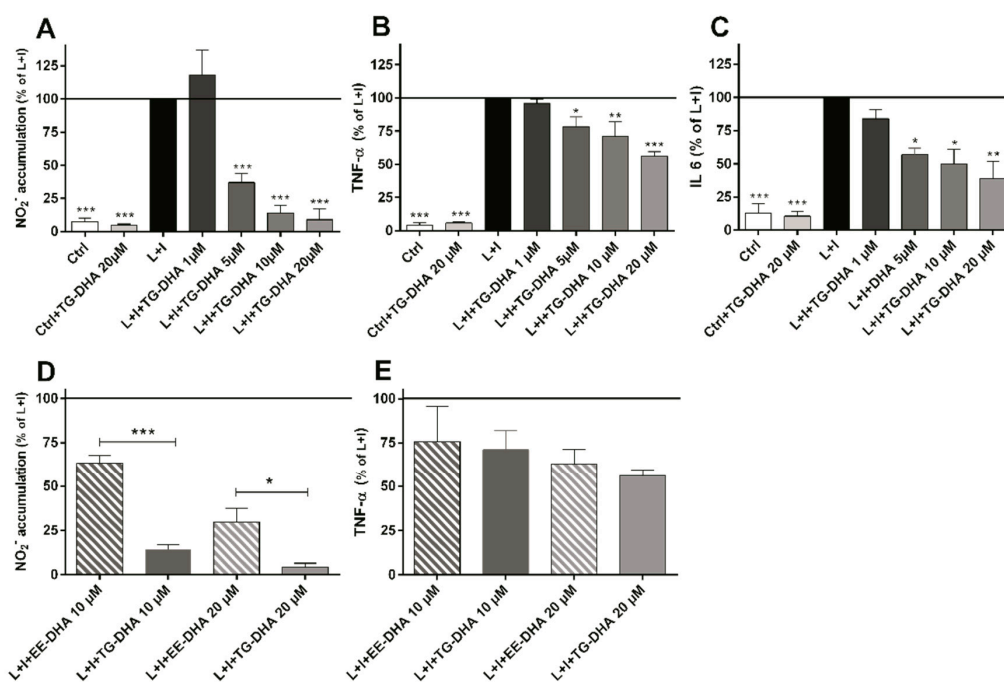 A
NO₂⁻ accumulation (% of L+I)
125
100
75
50
25
0
***
***
***
***
***
Ctrl
Ctrl+TG-DHA 20µM
L+I
L+I+TG-DHA 1µM
L+I+TG-DHA 5µM
L+I+TG-DHA 10µM
L+I+TG-DHA 20µM
B
TNF-α (% of L+I)
125
100
75
50
25
0
***
***
*
**
***
Ctrl
Ctrl+TG-DHA 20 µM
L+I
L+I+TG-DHA 1 µM
L+I+TG-DHA 5µM
L+I+TG-DHA 10 µM
L+I+TG-DHA 20 µM
C
IL 6 (% of L+I)
125
100
75
50
25
0
***
***
*
*
**
Ctrl
Ctrl+TG-DHA 20 µM
L+I
L+I+TG-DHA 1 µM
L+I+DHA 5µM
L+I+TG-DHA 10 µM
L+I+TG-DHA 20 µM
D
NO₂⁻ accumulation (% of L+I)
100
75
50
25
0
***
*
L+I+EE-DHA 10 µM
L+I+TG-DHA 10 µM
L+I+EE-DHA 20 µM
L+I+TG-DHA 20 µM
E
TNF-α (% of L+I)
100
75
50
25
0
L+I+EE-DHA 10 µM
L+I+TG-DHA 10 µM
L+I+EE-DHA 20 µM
L+I+TG-DHA 20 µM